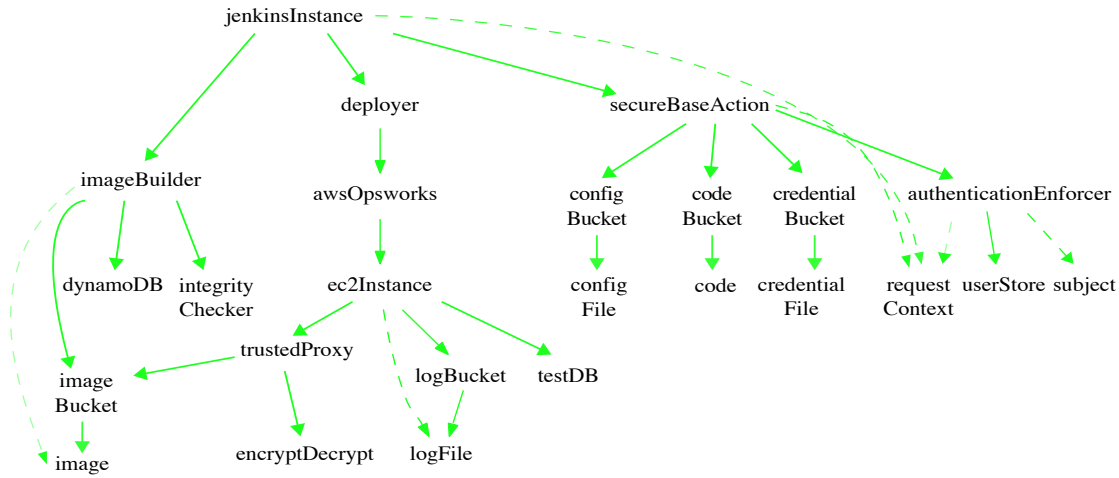 jenkinsInstance
deployer
secureBaseAction
imageBuilder
awsOpsworks
config
Bucket
code
Bucket
credential
Bucket
authenticationEnforcer
dynamoDB
integrity
Checker
ec2Instance
config
File
code
credential
File
request
Context
userStore
subject
trustedProxy
image
Bucket
logBucket
testDB
encryptDecrypt
logFile
image